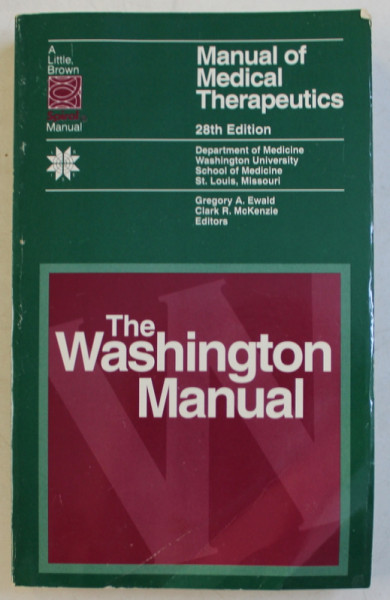 A
Little,
Brown
Spiral
Manual
Manual of
Medical
Therapeutics
28th Edition
Department of Medicine
Washington University
School of Medicine
St. Louis, Missouri
Gregory A. Ewald
Clark R. McKenzie
Editors
The
Washington
Manual